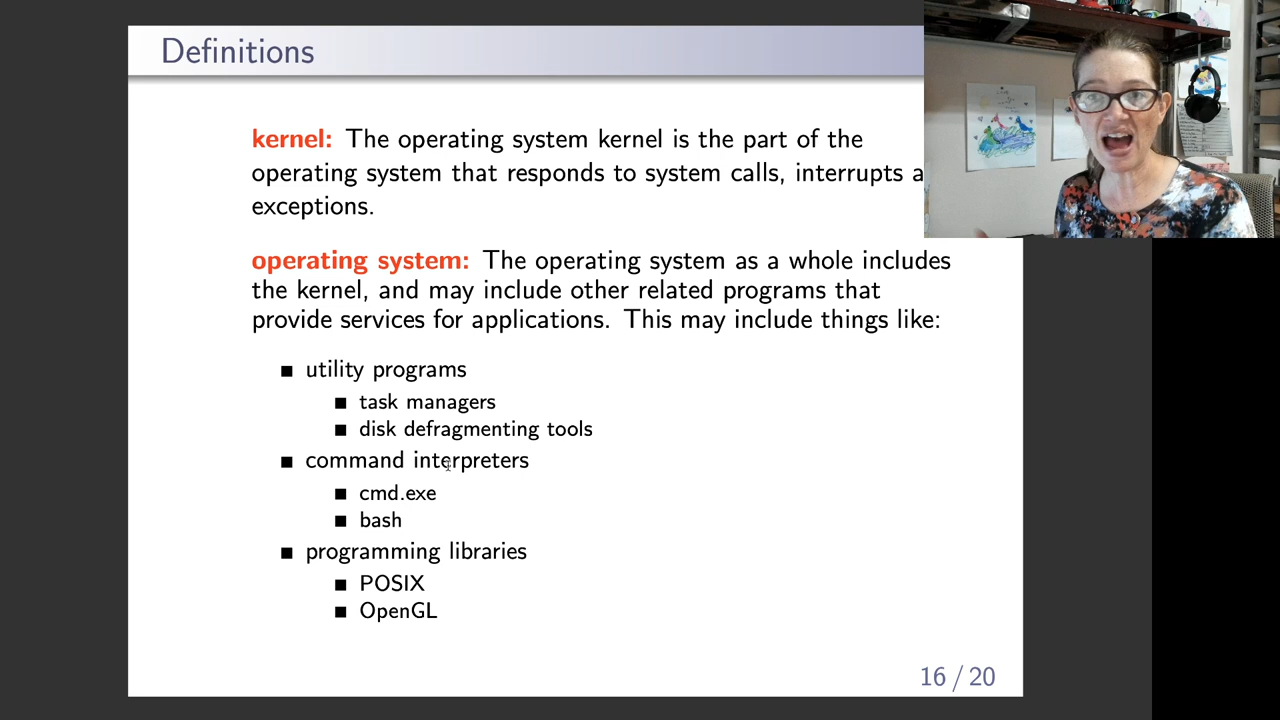 Definitions
kernel: The operating system kernel is the part of the
operating system that responds to system calls, interrupts a
exceptions.
operating system: The operating system as a whole includes
the kernel, and may include other related programs that
provide services for applications. This may include things like:
■ utility programs
■ task managers
■ disk defragmenting tools
■ command interpreters
■ cmd.exe
■ bash
■ programming libraries
■ POSIX
■ OpenGL
16 / 20